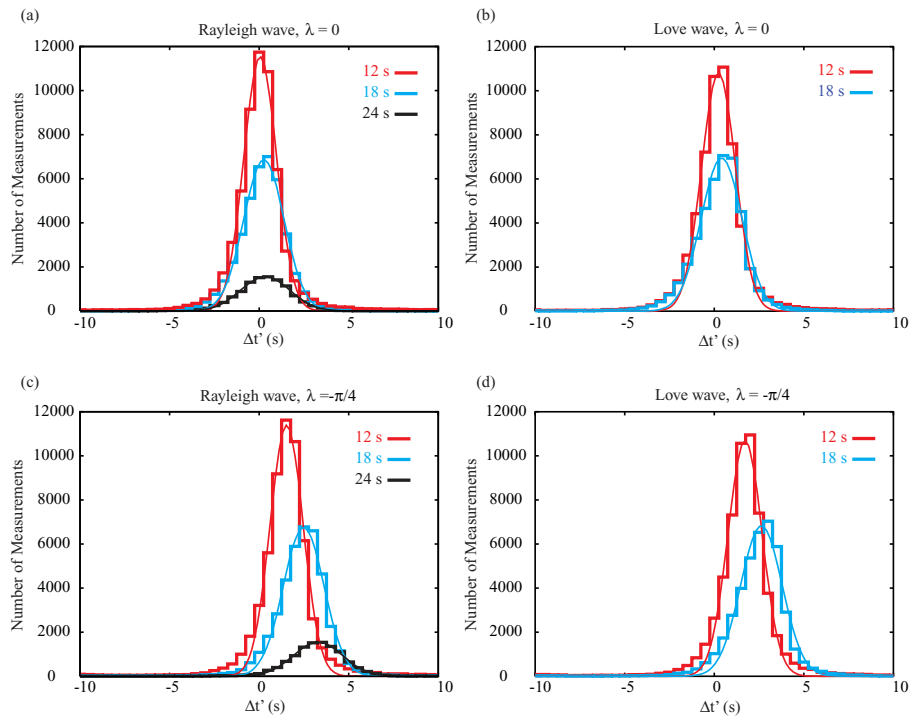 (a)
Rayleigh wave, λ = 0
Number of Measurements
12000
10000
8000
6000
4000
2000
0
-10 -5 0 5 10
Δt’ (s)
12 s
18 s
24 s
(b)
Love wave, λ = 0
Number of Measurements
12000
10000
8000
6000
4000
2000
0
-10 -5 0 5 10
Δt’ (s)
12 s
18 s
(c)
Rayleigh wave, λ =-π/4
Number of Measurements
12000
10000
8000
6000
4000
2000
0
-10 -5 0 5 10
Δt’ (s)
12 s
18 s
24 s
(d)
Love wave, λ = -π/4
Number of Measurements
12000
10000
8000
6000
4000
2000
0
-10 -5 0 5 10
Δt’ (s)
12 s
18 s